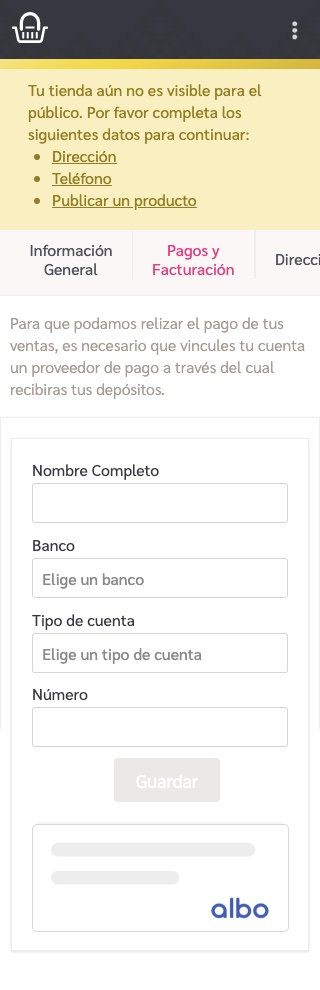 Tu tienda aún no es visible para el
público. Por favor completa los
siguientes datos para continuar:
Dirección
Teléfono
Publicar un producto
Información
General
Pagos y
Facturación
Direcci
Para que podamos relizar el pago de tus
ventas, es necesario que vincules tu cuenta
un proveedor de pago a través del cual
recibiras tus depósitos.
Nombre Completo
Banco
Elige un banco
Tipo de cuenta
Elige un tipo de cuenta
Número
Guardar
albo